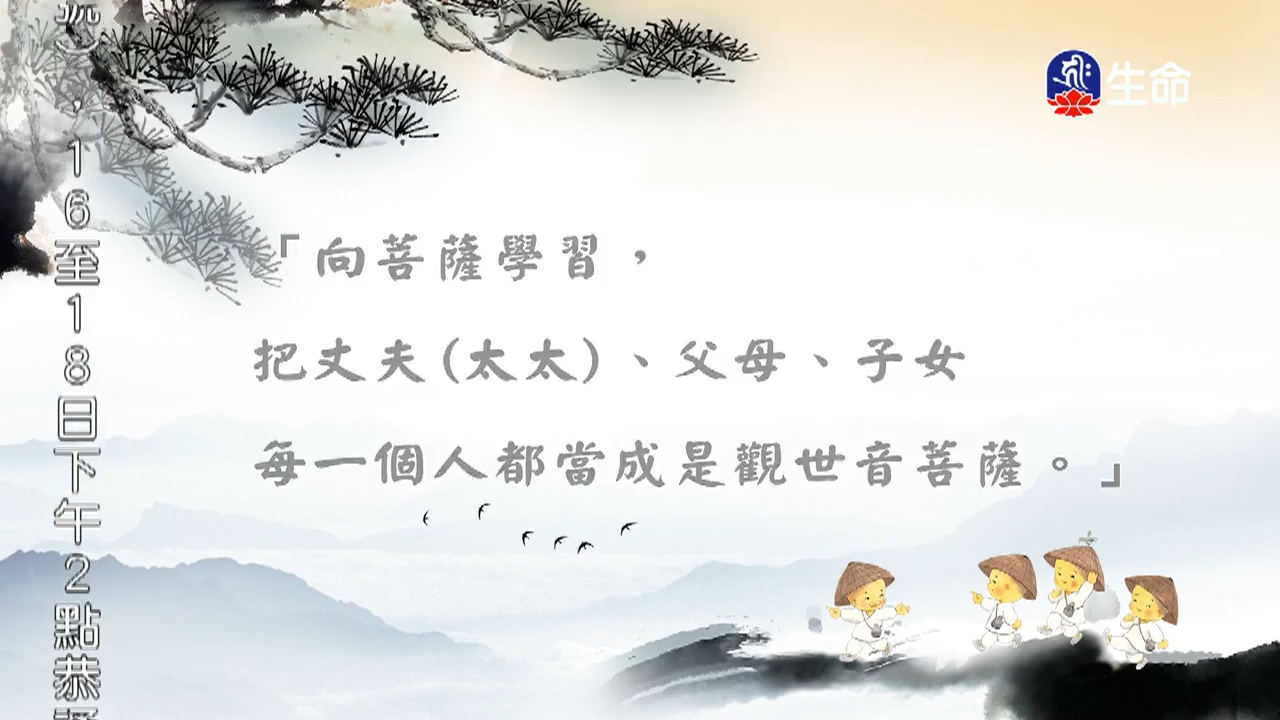 生命
「向菩薩學習，
把丈夫(太太)、父母、子女
每一個人都當成是觀世音菩薩。」
，16至18日下午2點恭